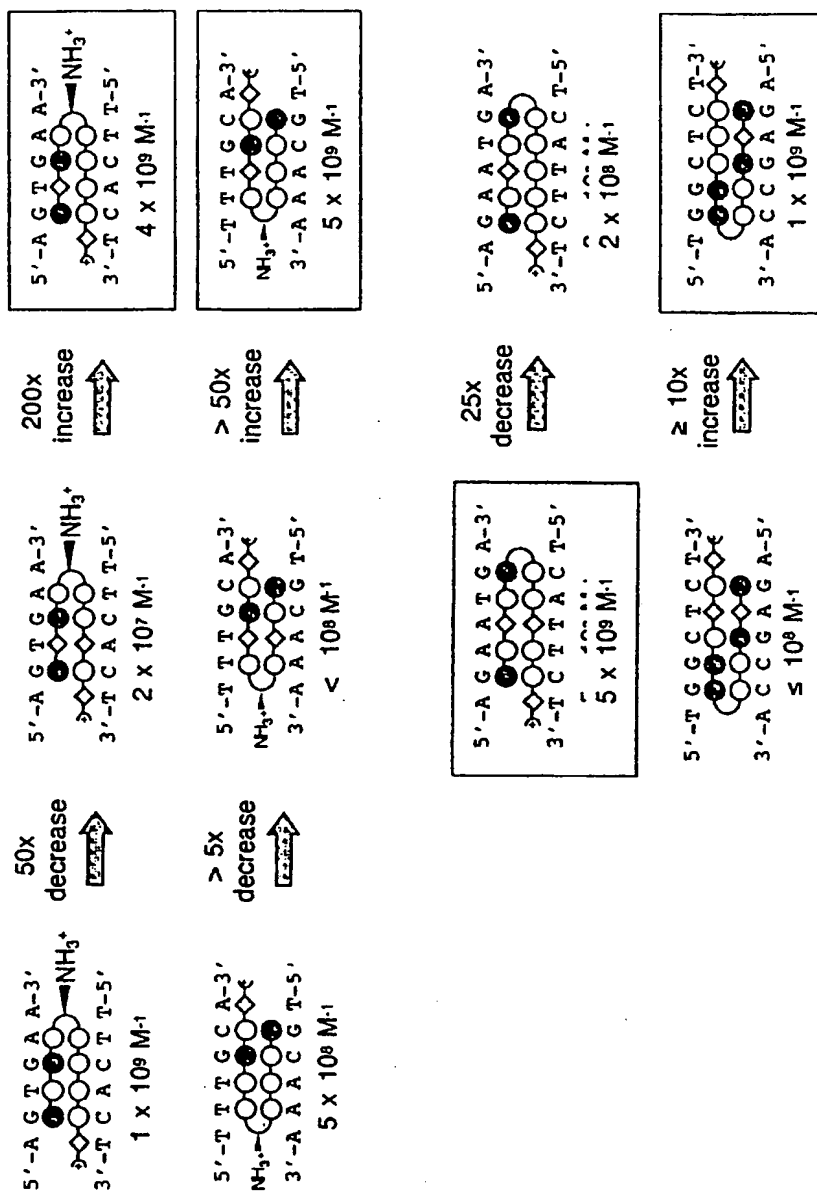 5'-A G T G A A-3'
NH₃⁺
3'-T C A C T T-5'
1 x 10⁹ M⁻¹
50x
decrease
5'-A G T G A A-3'
NH₃⁺
3'-T C A C T T-5'
2 x 10⁷ M⁻¹
200x
increase
5'-A G T G A A-3'
NH₃⁺
3'-T C A C T T-5'
4 x 10⁹ M⁻¹
5'-T T T G C A-3'
NH₃⁺
3'-A A A C G T-5'
5 x 10⁸ M⁻¹
> 5x
decrease
5'-T T T G C A-3'
NH₃⁺
3'-A A A C G T-5'
< 10⁸ M⁻¹
> 50x
increase
5'-T T T G C A-3'
NH₃⁺
3'-A A A C G T-5'
5 x 10⁹ M⁻¹
5'-A G A A T G A-3'
3'-T C T T A C T-5'
5 x 10⁹ M⁻¹
25x
decrease
5'-A G A A T G A-3'
3'-T C T T A C T-5'
2 x 10⁸ M⁻¹
5'-T G G C T C T-3'
3'-A C C G A G A-5'
≤ 10⁸ M⁻¹
≥ 10x
increase
5'-T G G C T C T-3'
3'-A C C G A G A-5'
1 x 10⁹ M⁻¹